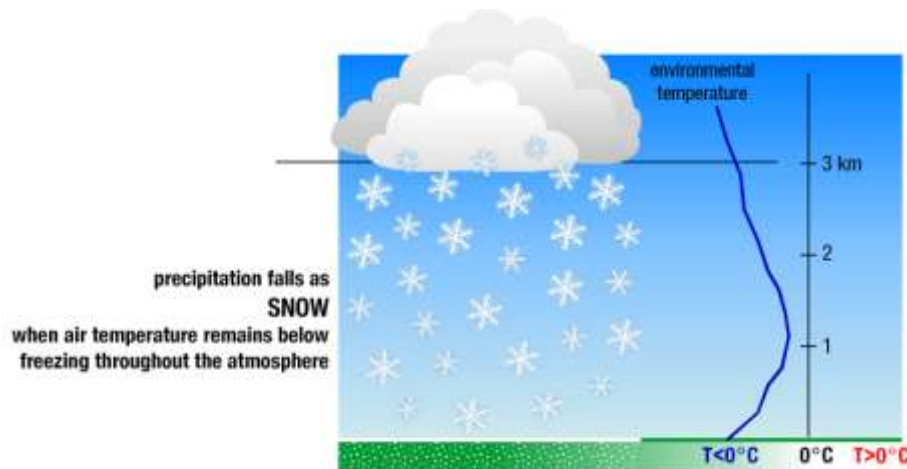 environmental
temperature
3 km
2
precipitation falls as
SNOW
when air temperature remains below
freezing throughout the atmosphere
1
T<0°C 0°C T>0°C